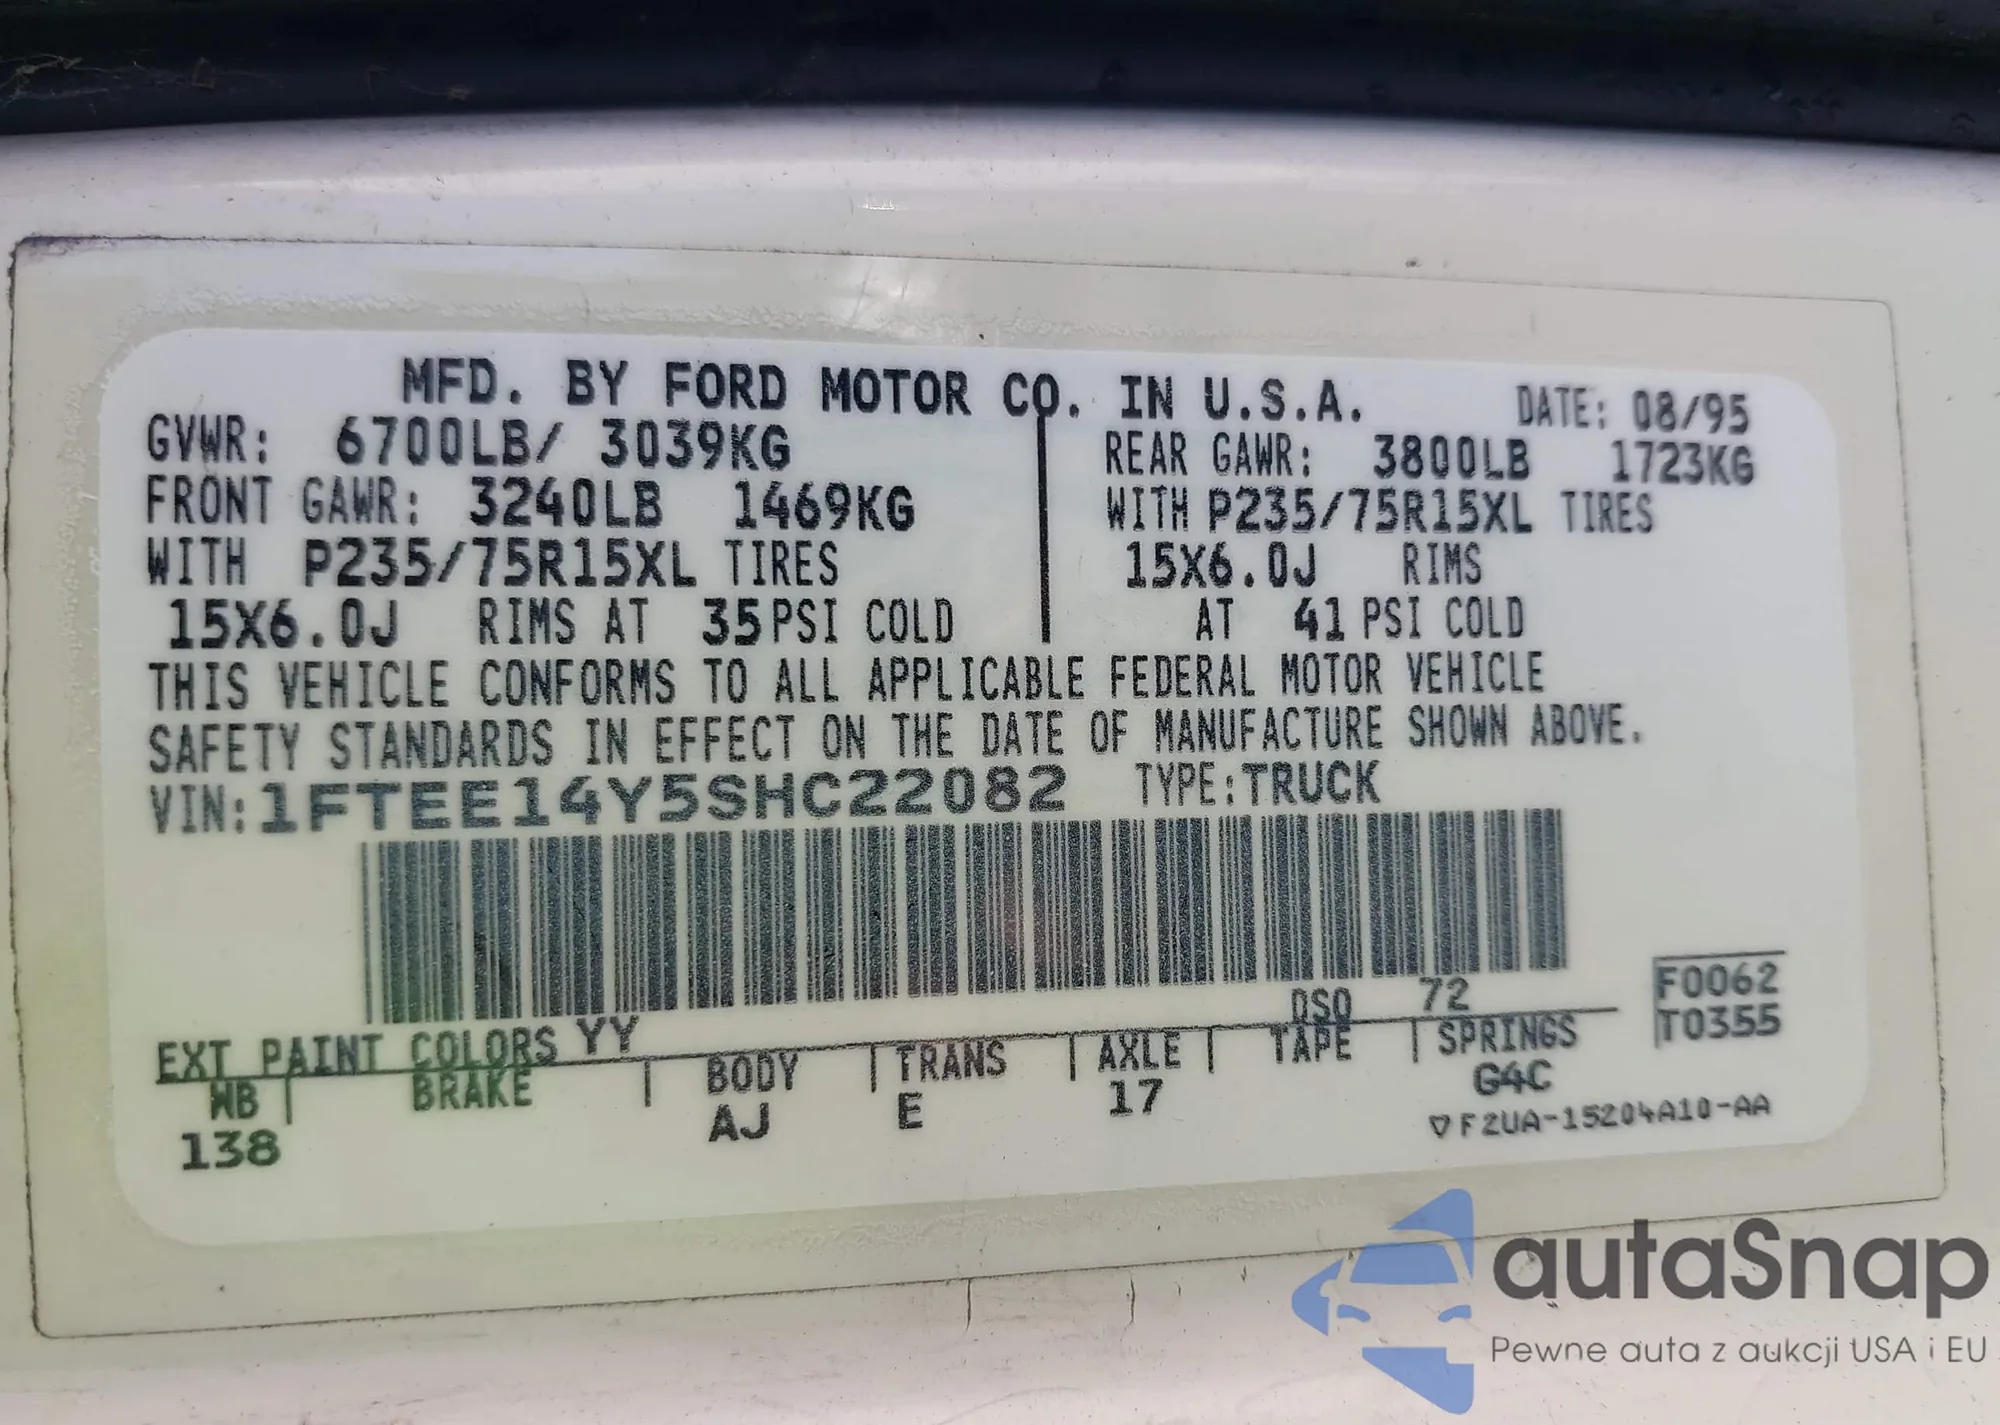 MFD. BY FORD MOTOR CO. IN U.S.A.
DATE: 08/95
GVWR: 6700LB/ 3039KG
FRONT GAWR: 3240LB 1469KG
WITH P235/75R15XL TIRES
15X6.0J RIMS AT 35PSI COLD
REAR GAWR: 3800LB 1723KG
WITH P235/75R15XL TIRES
15X6.0J RIMS
AT 41 PSI COLD
THIS VEHICLE CONFORMS TO ALL APPLICABLE FEDERAL MOTOR VEHICLE
SAFETY STANDARDS IN EFFECT ON THE DATE OF MANUFACTURE SHOWN ABOVE.
VIN: 1FTEE14Y5SHC22082 TYPE: TRUCK
F0062
T0355
EXT PAINT COLORS YY DSO 72
WB BRAKE BODY TRANS AXLE TAPE SPRINGS
138 AJ E 17 G4C
▽F2UA-15204A10-AA
autaSnap
Pewne auta z aukcji USA i EU